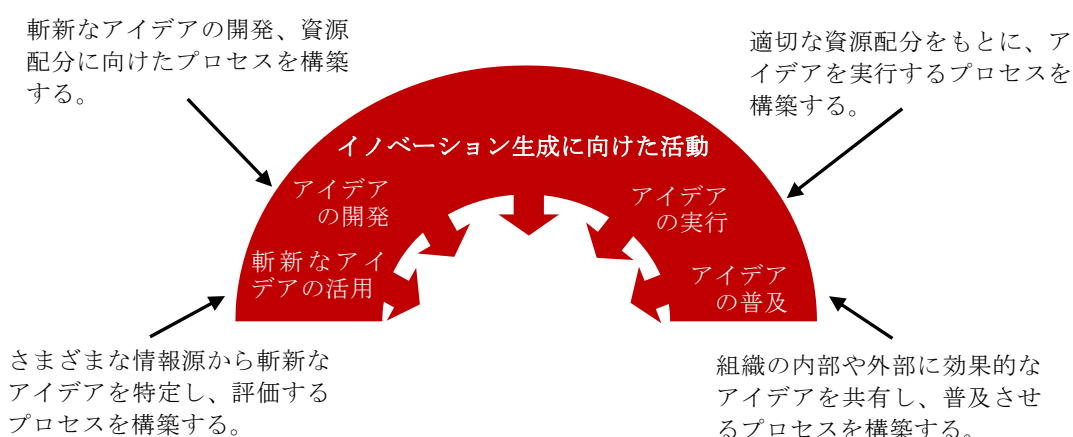 斬新なアイデアの開発、資源
配分に向けたプロセスを構築
する。
適切な資源配分をもとに、ア
イデアを実行するプロセスを
構築する。
イノベーション生成に向けた活動
アイデア
の開発
アイデア
の実行
斬新なアイ
デアの活用
アイデア
の普及
さまざまな情報源から斬新な
アイデアを特定し、評価する
プロセスを構築する。
組織の内部や外部に効果的な
アイデアを共有し、普及させ
るプロセスを構築する。